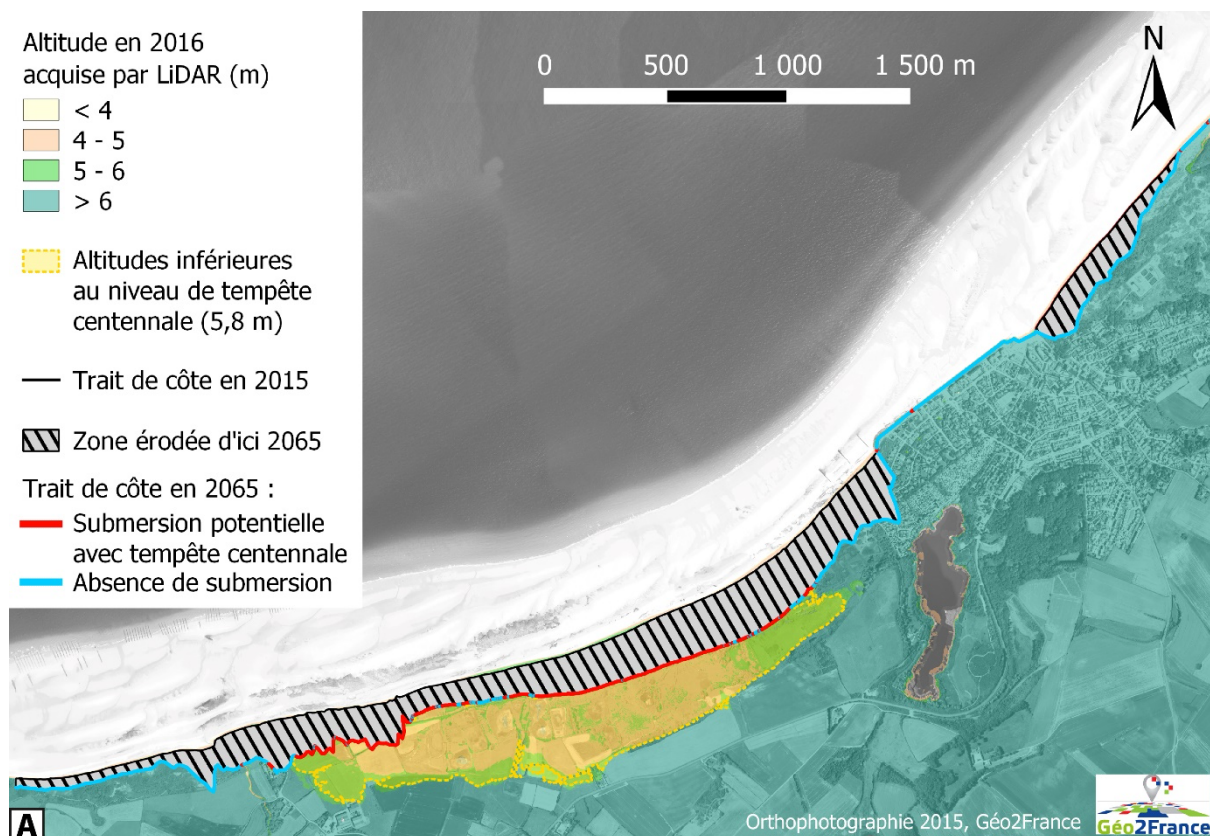 Altitude en 2016
acquise par LiDAR (m)
< 4
4 - 5
5 - 6
> 6
Altitudes inférieures
au niveau de tempête
centennale (5,8 m)
Trait de côte en 2015
Zone érodée d'ici 2065
Trait de côte en 2065 :
Submersion potentielle
avec tempête centennale
Absence de submersion
0 500 1 000 1 500 m
N
A
Orthophotographie 2015, Géo2France
Géo2France